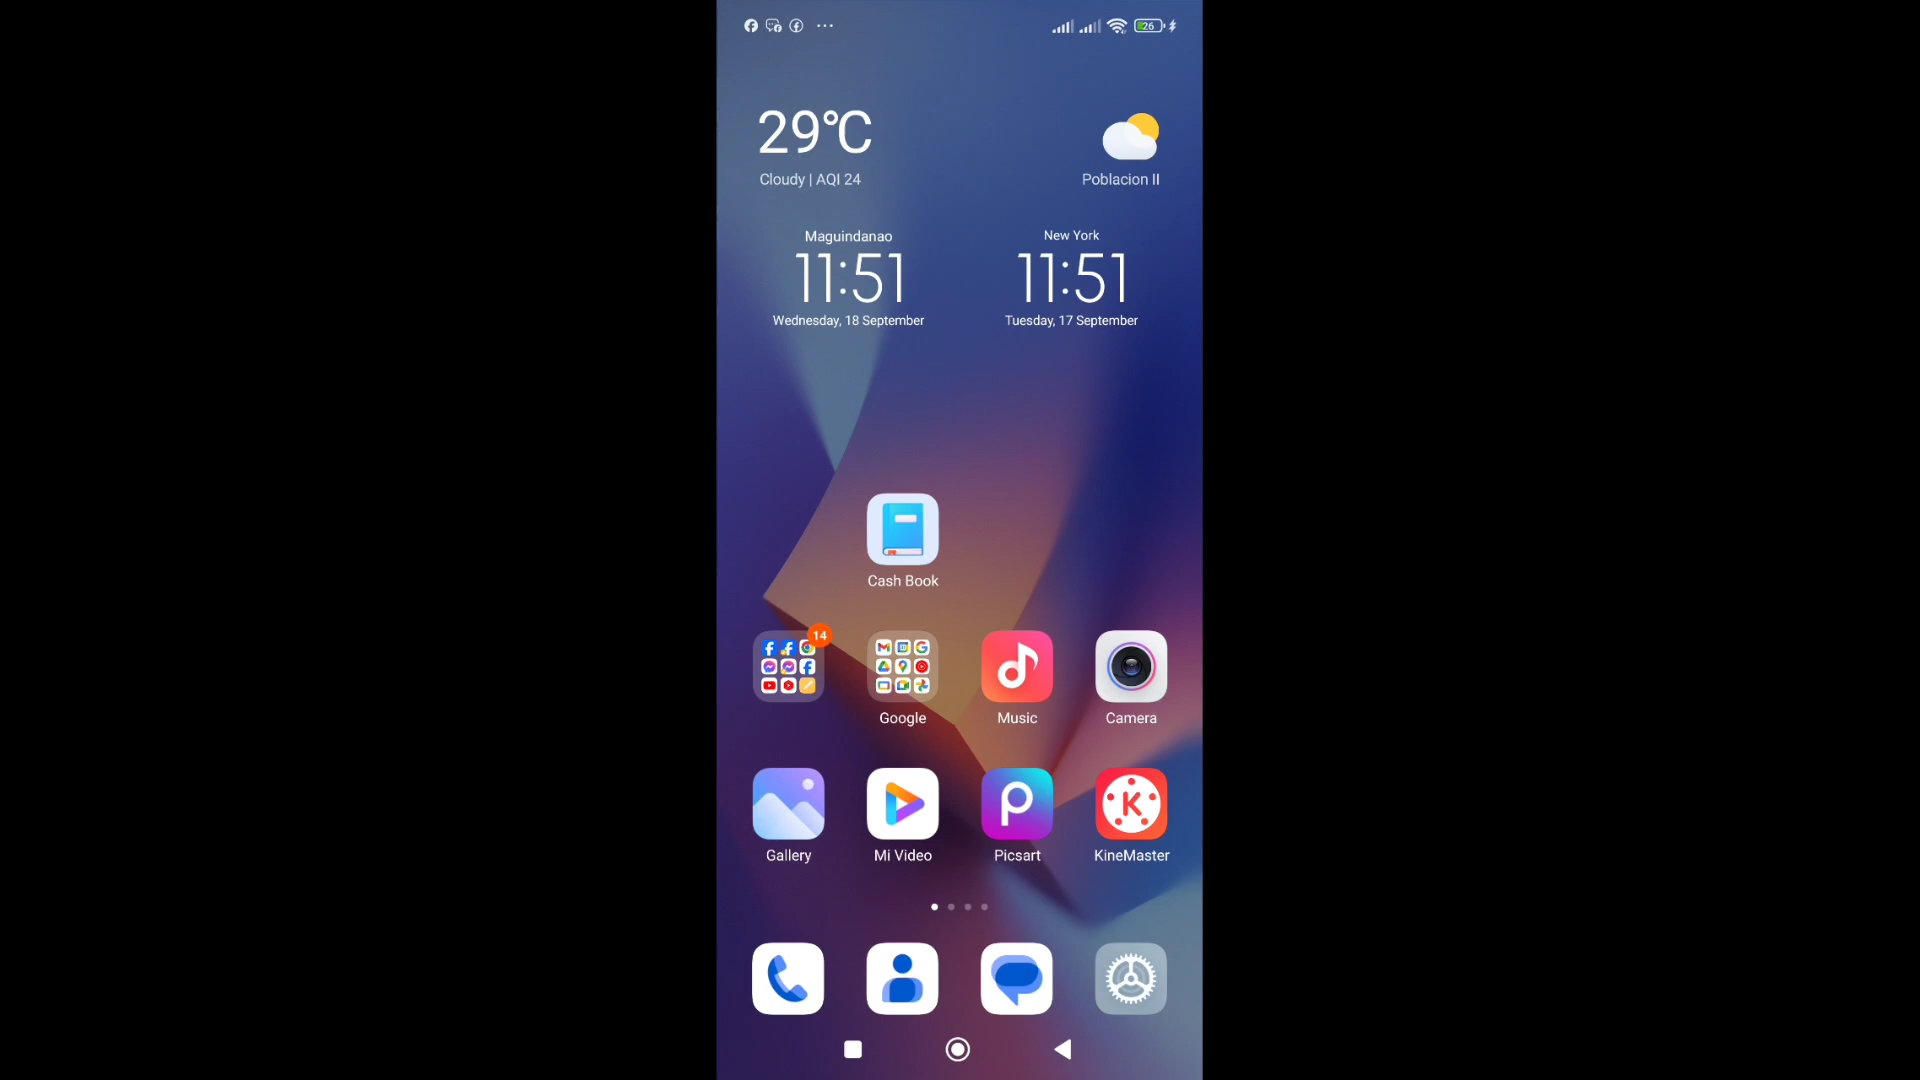 26
29℃
Cloudy | AQI 24
Poblacion II
Maguindanao
11:51
Wednesday, 18 September
New York
11:51
Tuesday, 17 September
Cash Book
14
Google
Music
Camera
Gallery
Mi Video
Picsart
KineMaster